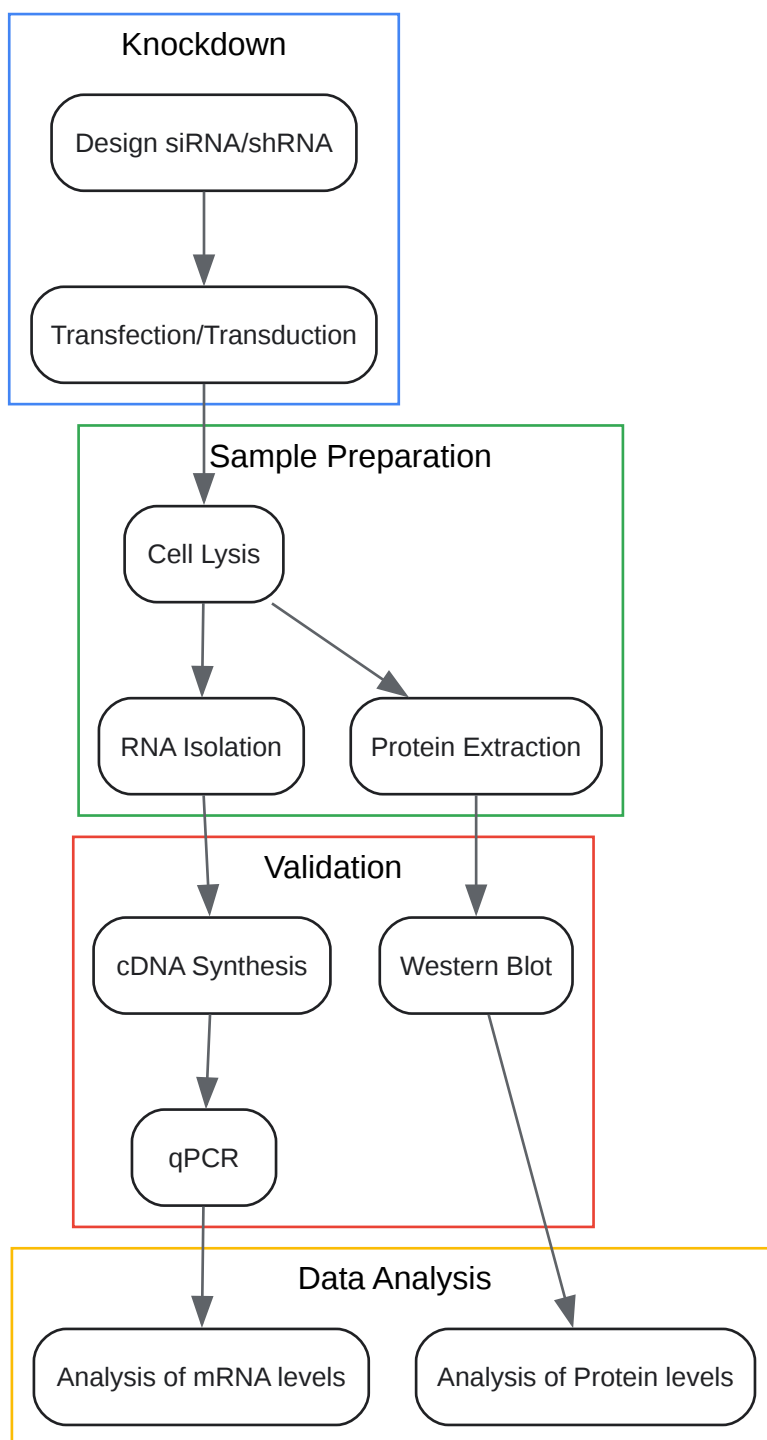 Knockdown
Design siRNA/shRNA
Transfection/Transduction
Sample Preparation
Cell Lysis
RNA Isolation
Protein Extraction
Validation
cDNA Synthesis
Western Blot
qPCR
Data Analysis
Analysis of mRNA levels
Analysis of Protein levels